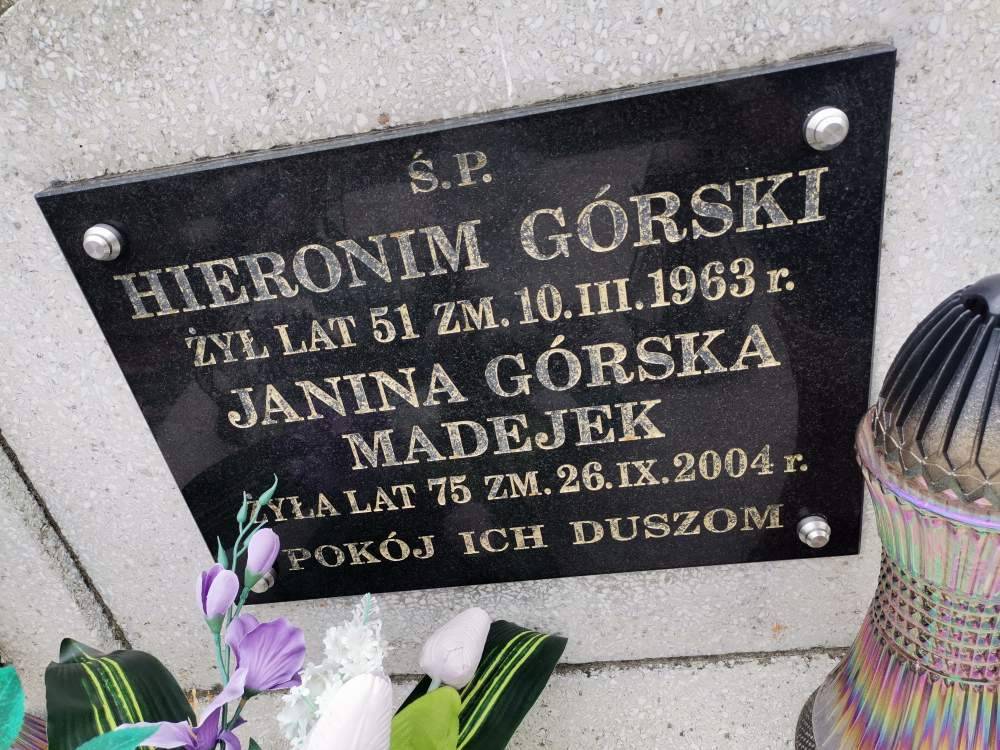 Ś.P.
HIERONIM GÓRSKI
ŻYŁ LAT 51 ZM. 10.III.1963 r.
JANINA GÓRSKA
MADEJEK
ŻYŁA LAT 75 ZM. 26.IX.2004 r.
POKÓJ ICH DUSZOM